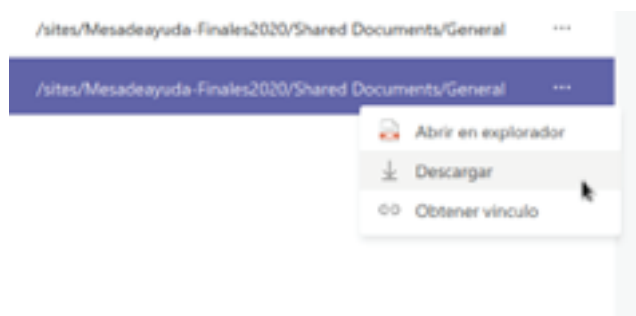 /sites/Mesadeayuda-Finales2020/Shared Documents/General ...
/sites/Mesadeayuda-Finales2020/Shared Documents/General ...
Abrir en explorador
Descargar
Obtener vínculo